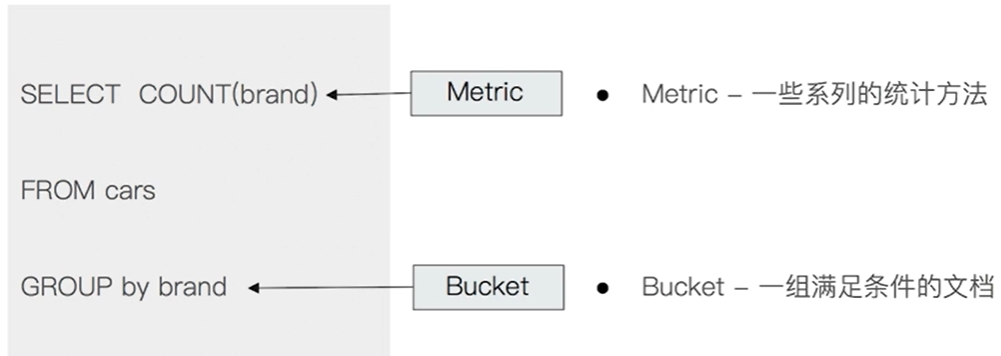 SELECT COUNT(brand) Metric ● Metric – 一些系列的统计方法
FROM cars
GROUP by brand Bucket ● Bucket – 一组满足条件的文档